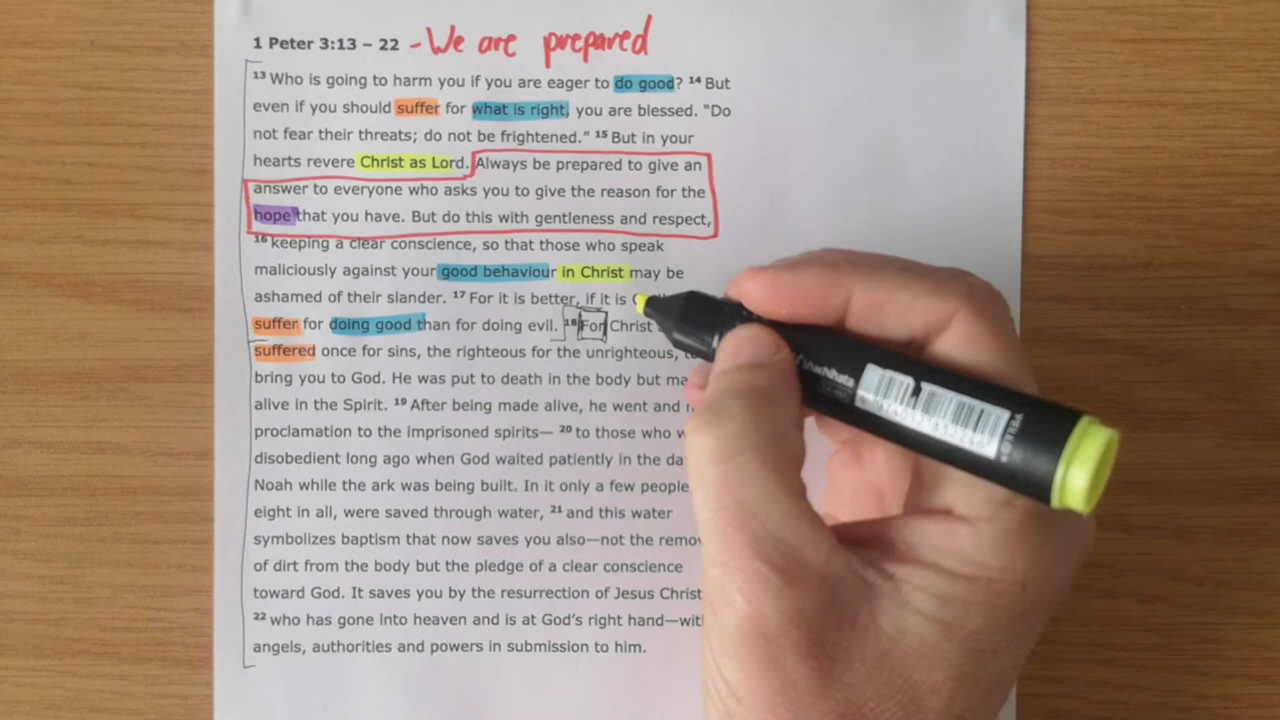 1 Peter 3:13 – 22 - We are prepared
13 Who is going to harm you if you are eager to do good? 14 But
even if you should suffer for what is right, you are blessed. "Do
not fear their threats; do not be frightened." 15 But in your
hearts revere Christ as Lord. Always be prepared to give an
answer to everyone who asks you to give the reason for the
hope that you have. But do this with gentleness and respect,
16 keeping a clear conscience, so that those who speak
maliciously against your good behaviour in Christ may be
ashamed of their slander. 17 For it is better, if it is
suffer for doing good than for doing evil. 18 For Christ
suffered once for sins, the righteous for the unrighteous,
bring you to God. He was put to death in the body but
alive in the Spirit. 19 After being made alive, he went and
proclamation to the imprisoned spirits— 20 to those who
disobedient long ago when God waited patiently in the
Noah while the ark was being built. In it only a few people,
eight in all, were saved through water, 21 and this water
symbolizes baptism that now saves you also—not the
of dirt from the body but the pledge of a clear conscience
toward God. It saves you by the resurrection of Jesus Christ
22 who has gone into heaven and is at God's right hand—
angels, authorities and powers in submission to him.
Shachihata